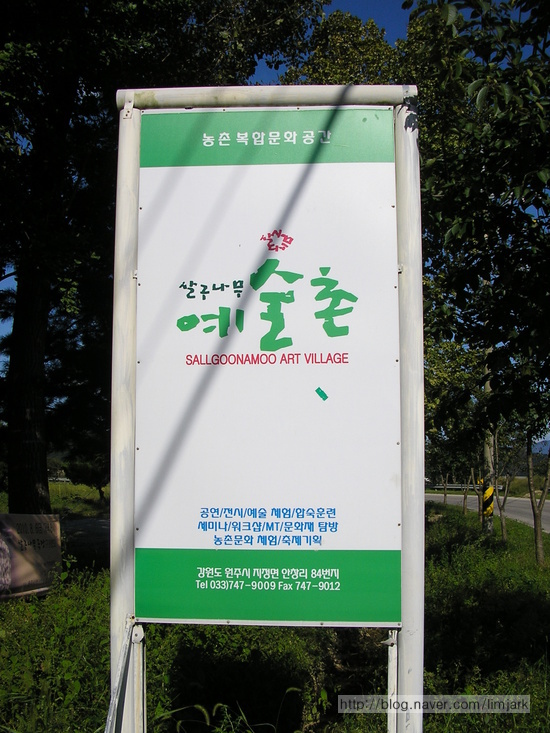 농촌 복합문화 공간
살구나무
예술촌
SALLGOONAMOO ART VILLAGE
공연/전시/예술 체험/합숙훈련
세미나/워크샵/MT/문화재 탐방
농촌문화 체험/축제기획
강원도 원주시 지정면 안창리 84번지
Tel 033)747-9009 Fax 747-9012
http://blog.naver.com/limjark